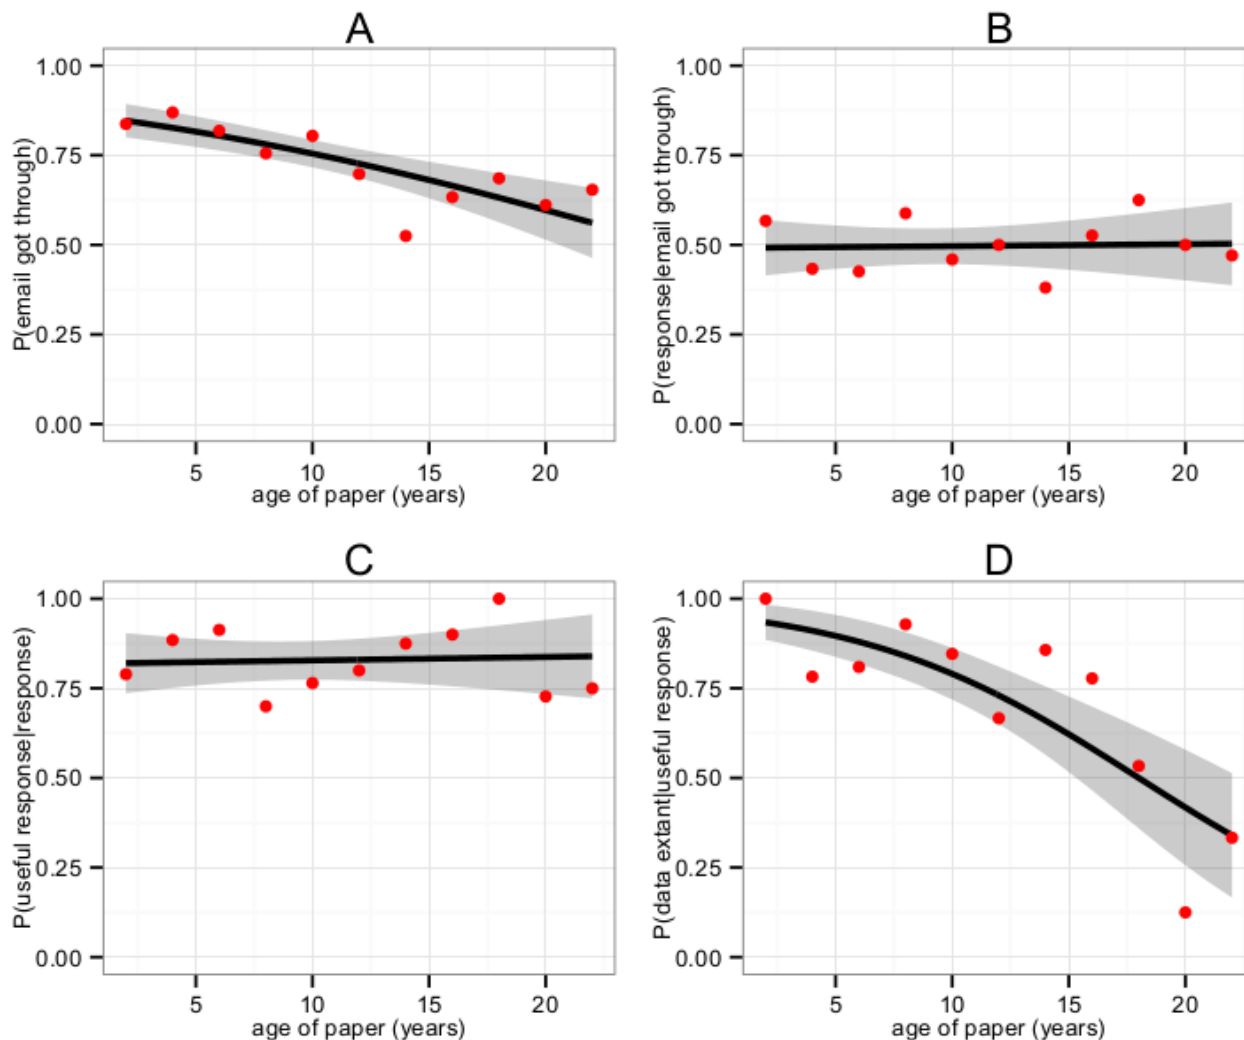 A
P(email got through)
1.00
0.75
0.50
0.25
0.00
5 10 15 20
age of paper (years)
B
P(response|email got through)
1.00
0.75
0.50
0.25
0.00
5 10 15 20
age of paper (years)
C
P(useful response|response)
1.00
0.75
0.50
0.25
0.00
5 10 15 20
age of paper (years)
D
P(data extant|useful response)
1.00
0.75
0.50
0.25
0.00
5 10 15 20
age of paper (years)